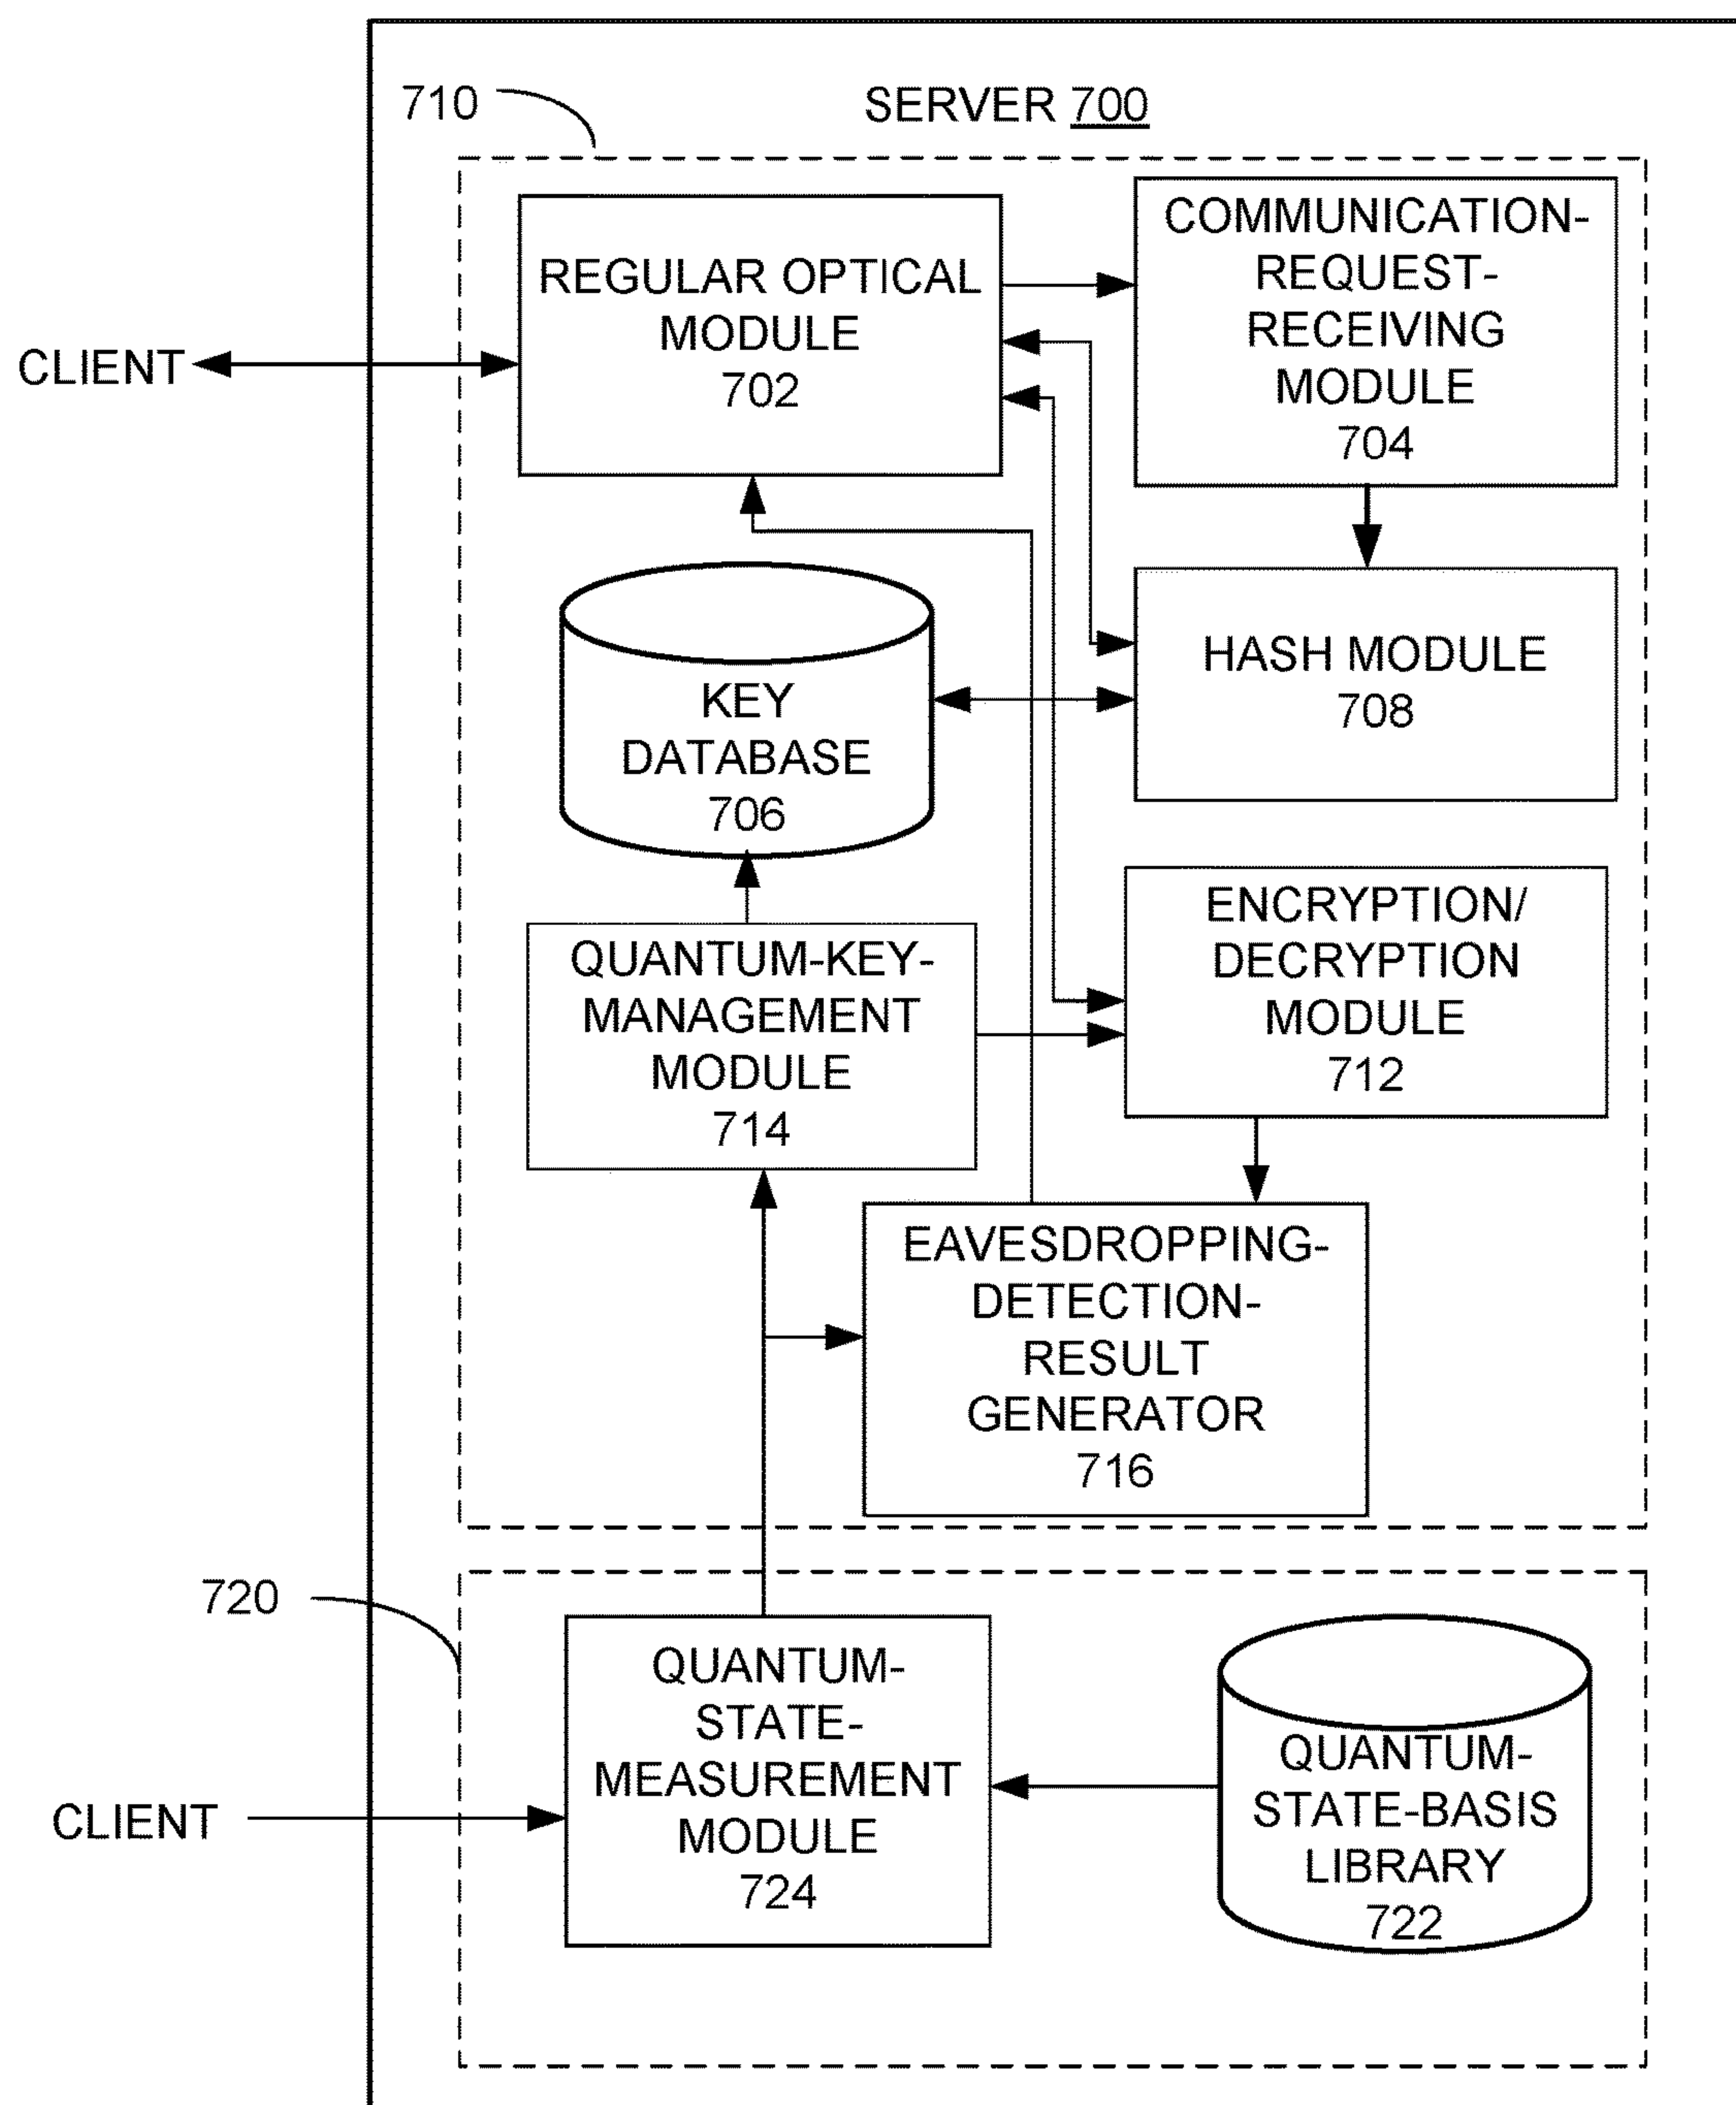 710
SERVER 700
REGULAR OPTICAL
MODULE
702
COMMUNICATION-
REQUEST-
RECEIVING
MODULE
704
CLIENT
KEY
DATABASE
706
HASH MODULE
708
QUANTUM-KEY-
MANAGEMENT
MODULE
714
ENCRYPTION/
DECRYPTION
MODULE
712
EAVESDROPPING-
DETECTION-
RESULT
GENERATOR
716
720
QUANTUM-
STATE-
MEASUREMENT
MODULE
724
CLIENT
QUANTUM-
STATE-BASIS
LIBRARY
722